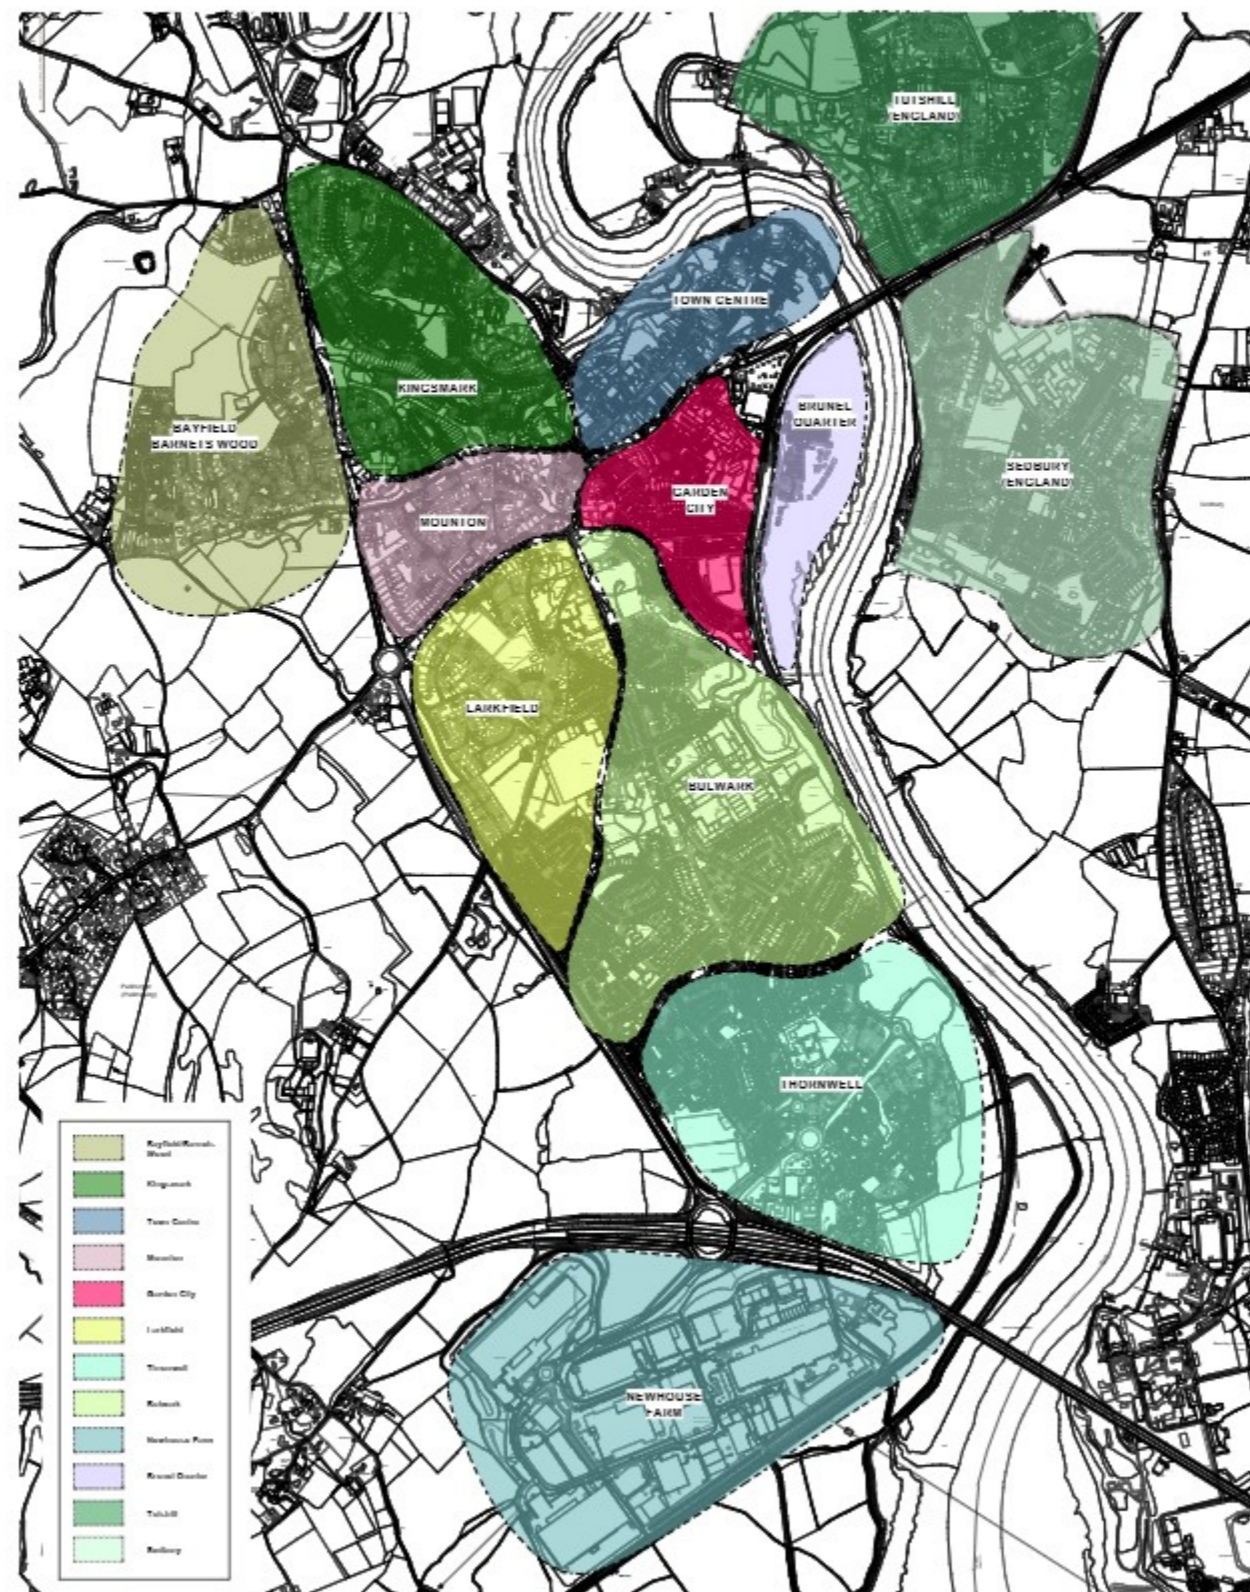 TUTSHILL
(ENGLAND)
TOWN CENTRE
KINGSMARK
BRUNEL
QUARTER
BAYFIELD
BARNETS WOOD
SEDBURY
(ENGLAND)
GARDEN
CITY
MOUNTON
LARKFIELD
BULWARK
THORNWELL
NEWHOUSE
FARM
Kingsmark
Town Centre
Mounton
Garden City
Larkfield
Thornwell
Bulwark
Newhouse Farm
Brunel Quarter
Tutshill
Sedbury